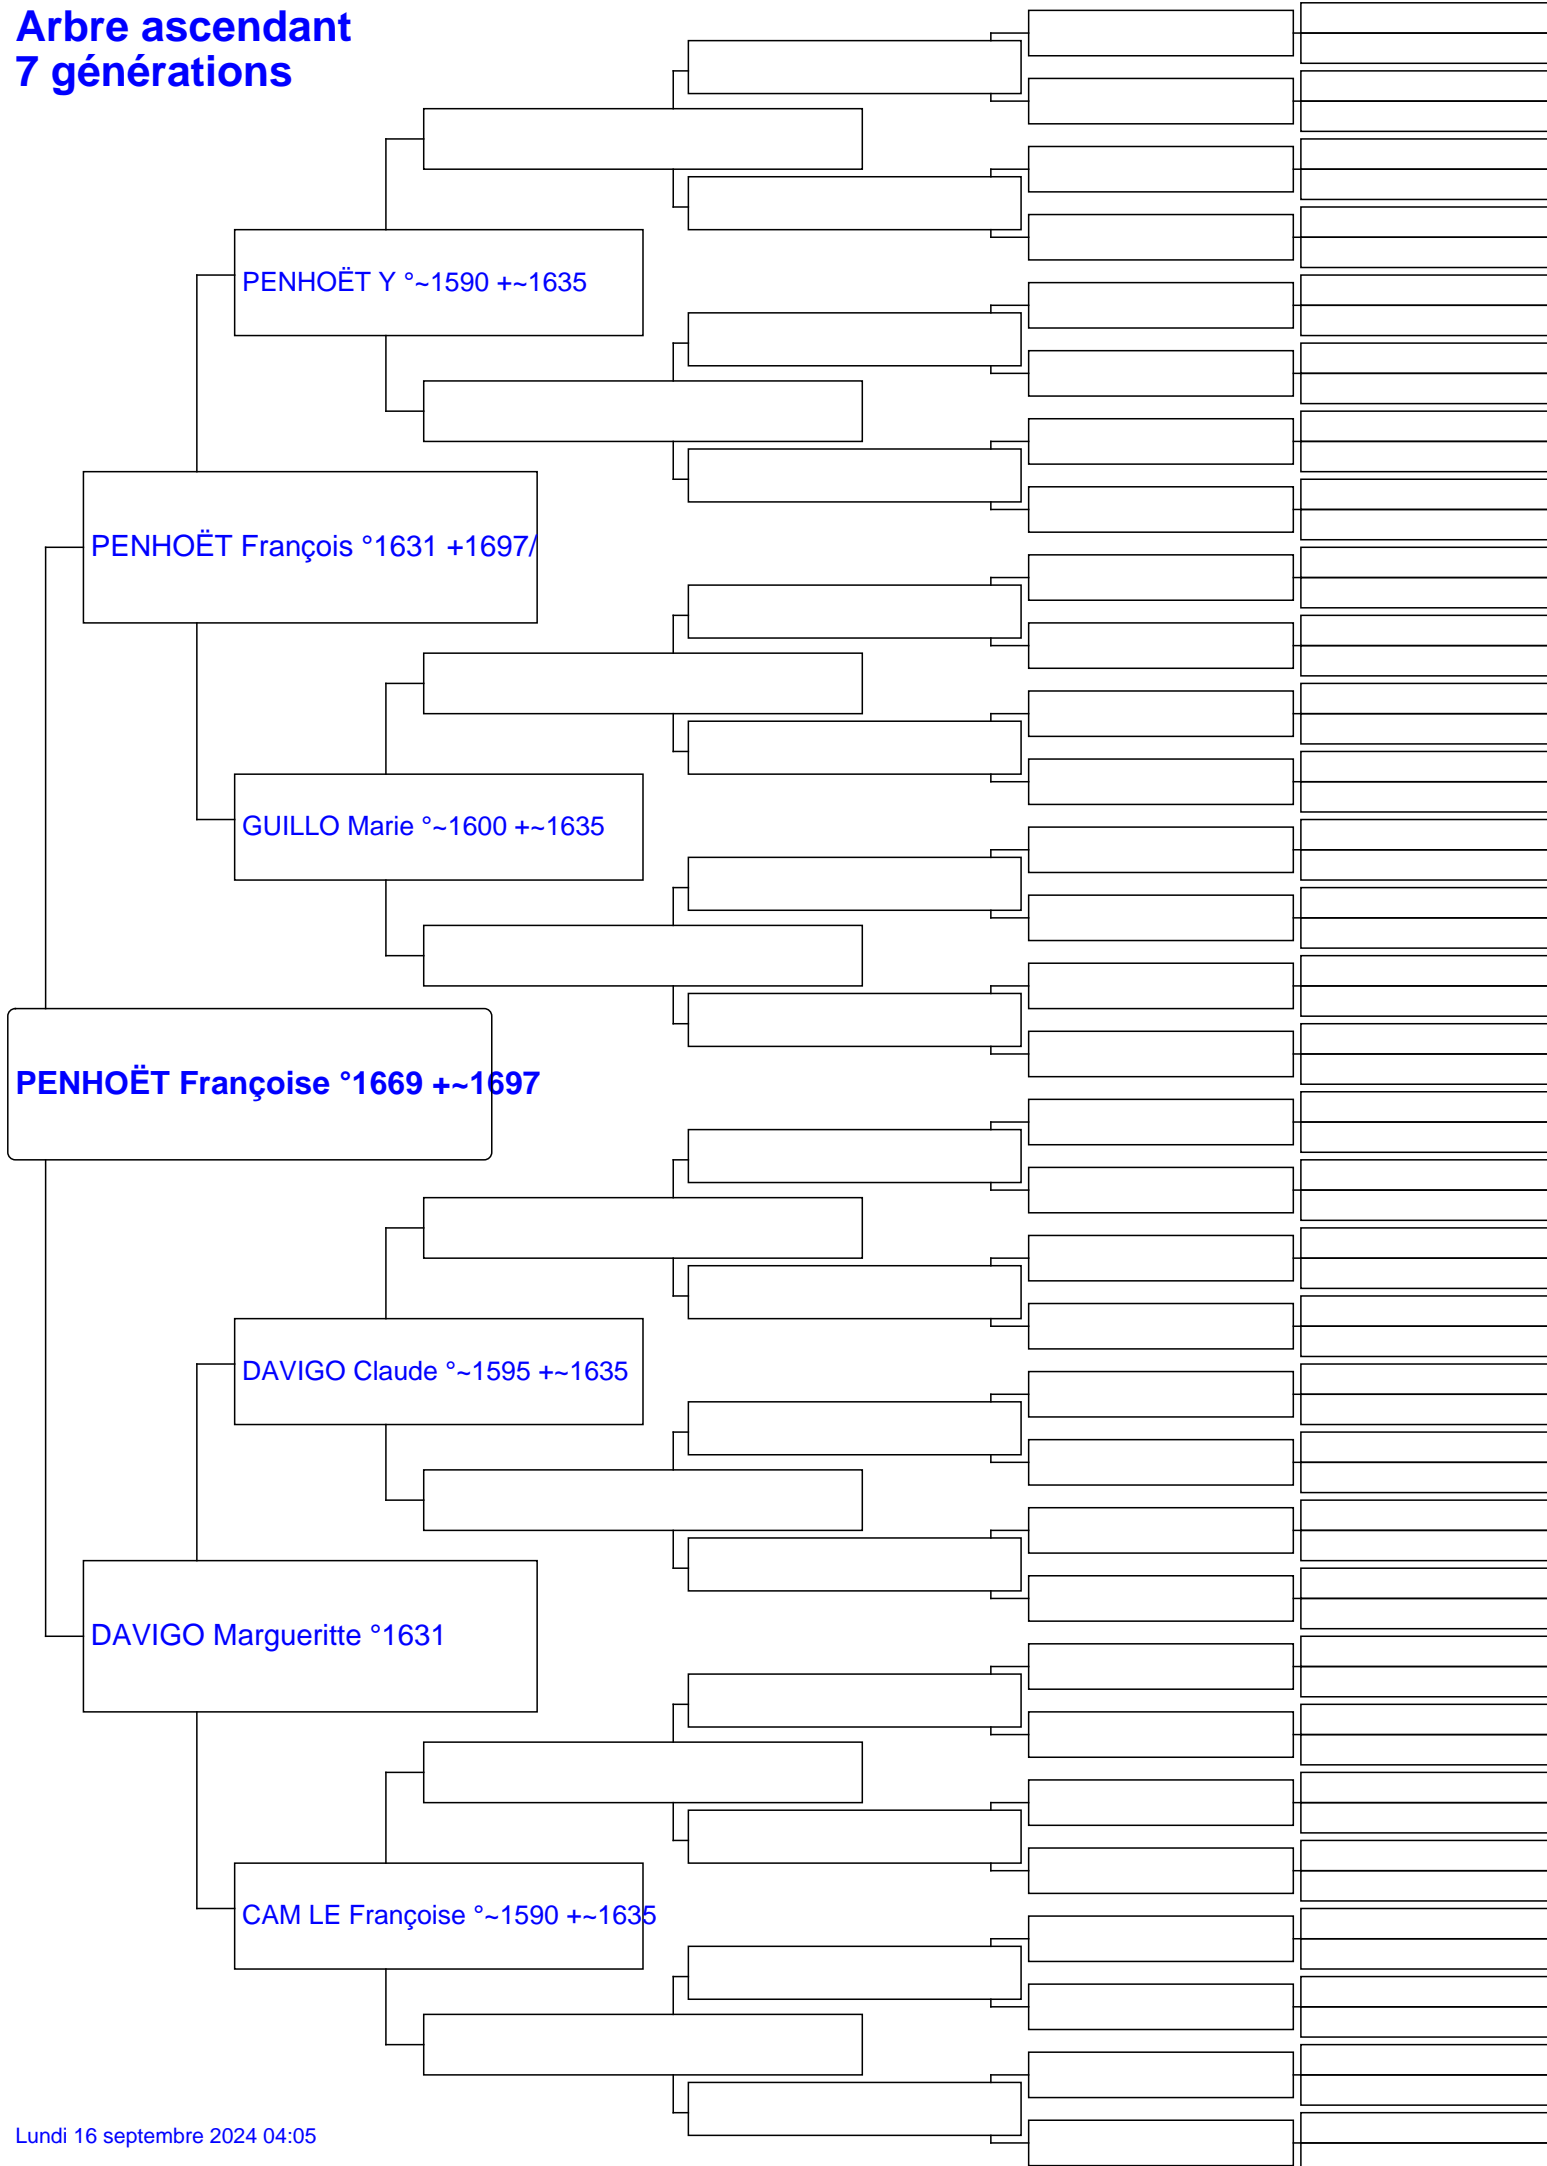 Arbre ascendant
7 générations
PENHOËT Y °~1590 +~1635
PENHOËT François °1631 +1697/
GUILLO Marie °~1600 +~1635
PENHOËT Françoise °1669 +~1697
DAVIGO Claude °~1595 +~1635
DAVIGO Margueritte °1631
CAM LE Françoise °~1590 +~1635
Lundi 16 septembre 2024 04:05